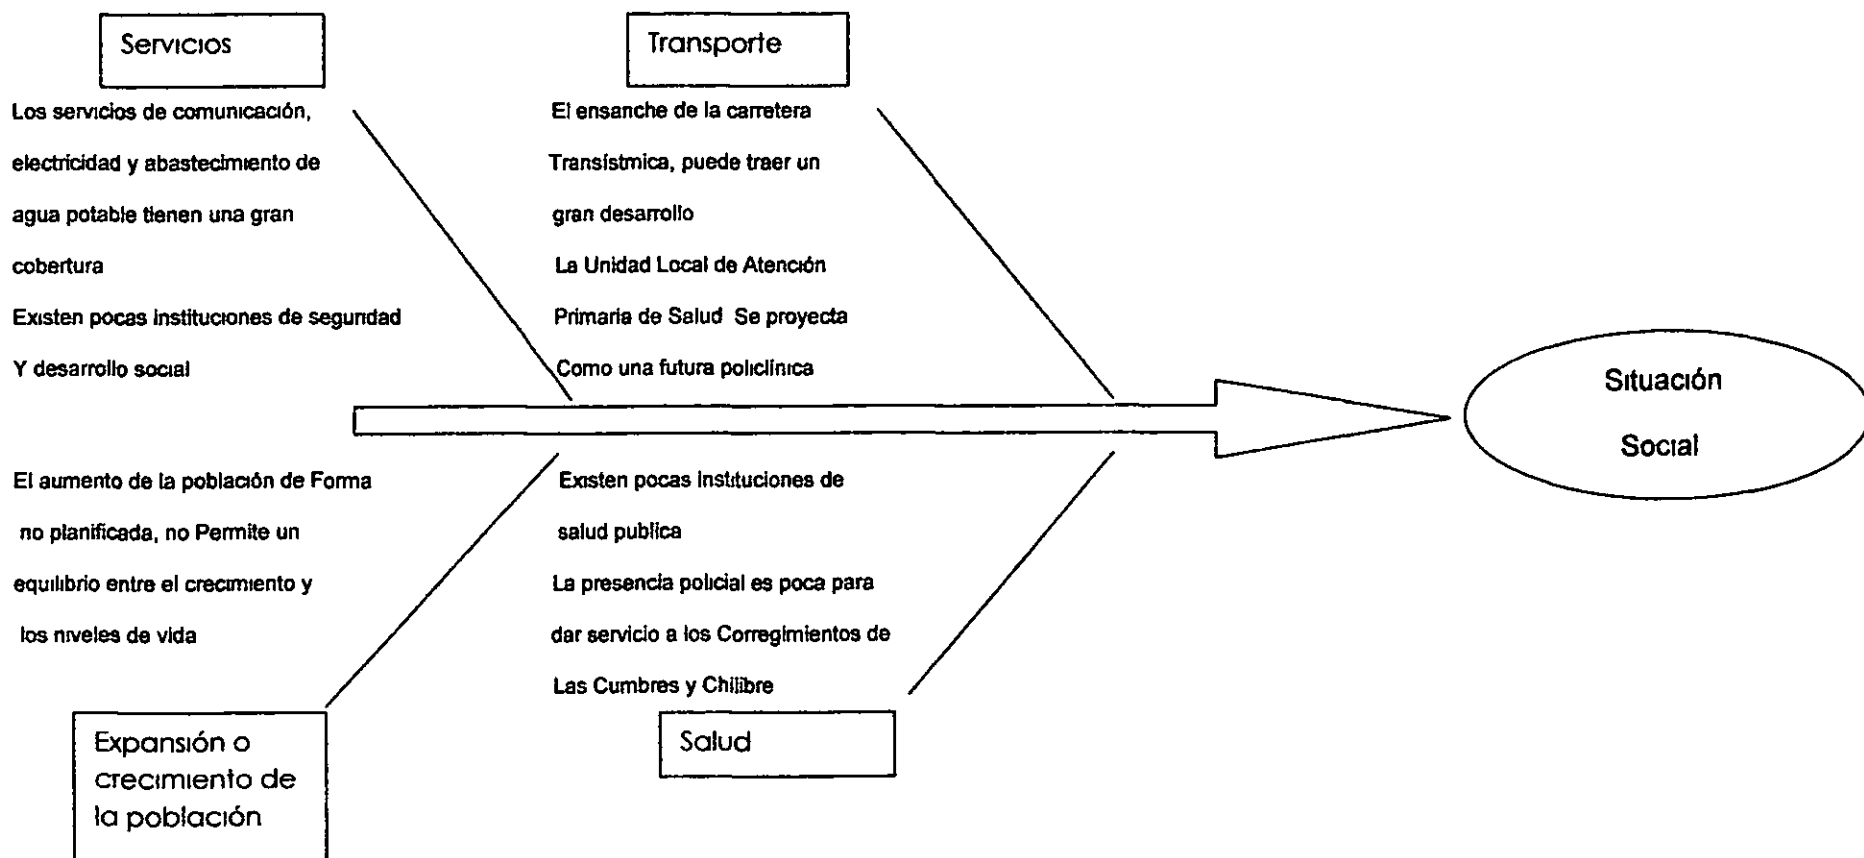 Servicios
Los servicios de comunicación,
electricidad y abastecimiento de
agua potable tienen una gran
cobertura
Existen pocas instituciones de seguridad
Y desarrollo social
Transporte
El ensanche de la carretera
Transístmica, puede traer un
gran desarrollo
La Unidad Local de Atención
Primaria de Salud Se proyecta
Como una futura policlínica
Situación
Social
El aumento de la población de Forma
no planificada, no Permite un
equilibrio entre el crecimiento y
los niveles de vida
Expansión o
crecimiento de
la población
Existen pocas instituciones de
salud publica
La presencia policial es poca para
dar servicio a los Corregimientos de
Las Cumbres y Chilibre
Salud